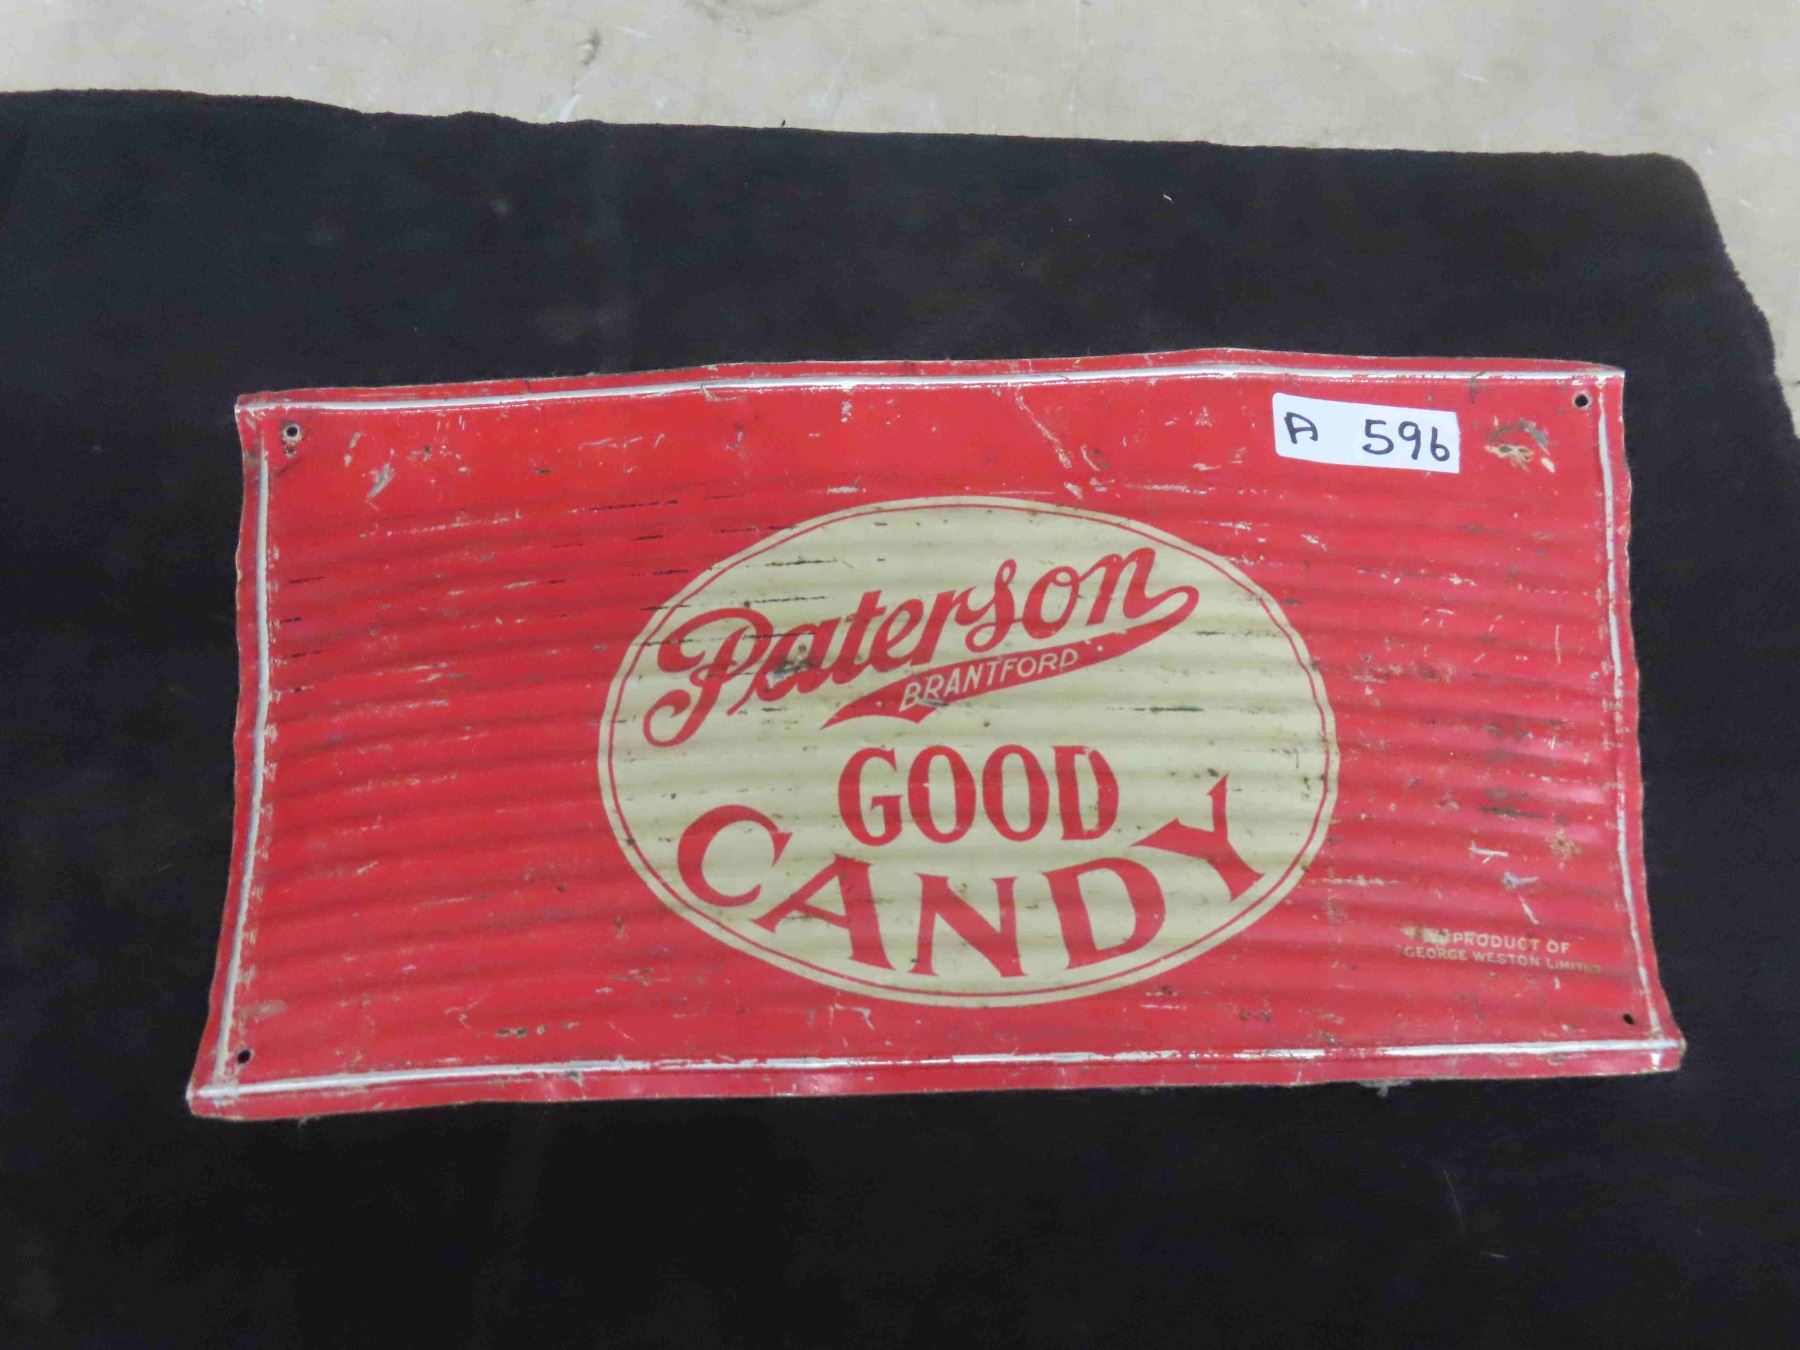 A 596
Paterson
BRANTFORD
GOOD
CANDY
PRODUCT OF
GEORGE WESTON LIMITED